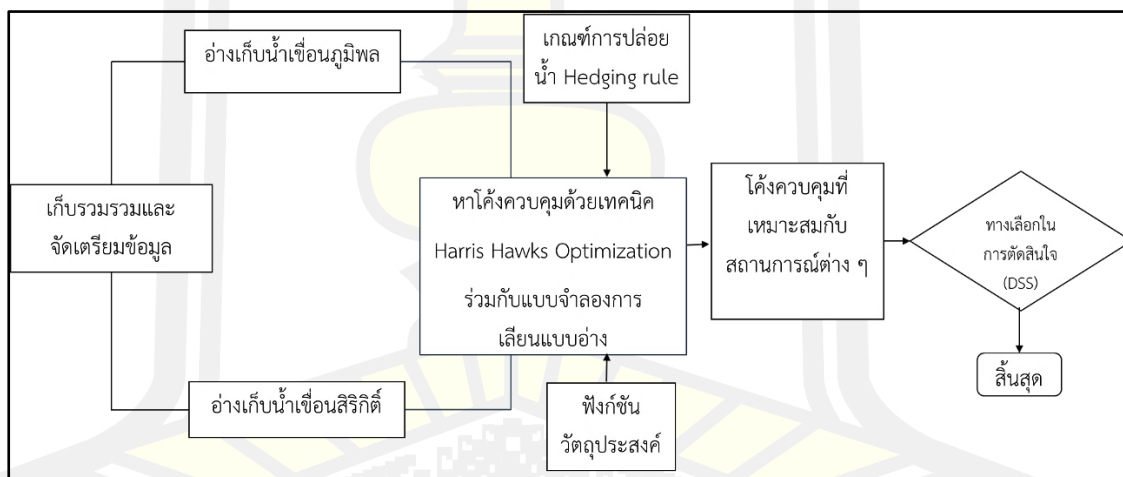 อ่างเก็บน้ำเขื่อนภูมิพล
เกณฑ์การปล่อย
น้ำ Hedging rule
เก็บรวมรวมและ
จัดเตรียมข้อมูล
หาโค้งควบคุมด้วยเทคนิค
Harris Hawks Optimization
ร่วมกับแบบจำลองการ
เลียนแบบอ่าง
โค้งควบคุมที่
เหมาะสมกับ
สถานการณ์ต่าง ๆ
ทางเลือกใน
การตัดสินใจ
(DSS)
สิ้นสุด
อ่างเก็บน้ำเขื่อนสิริกิติ์
ฟังก์ชัน
วัตถุประสงค์